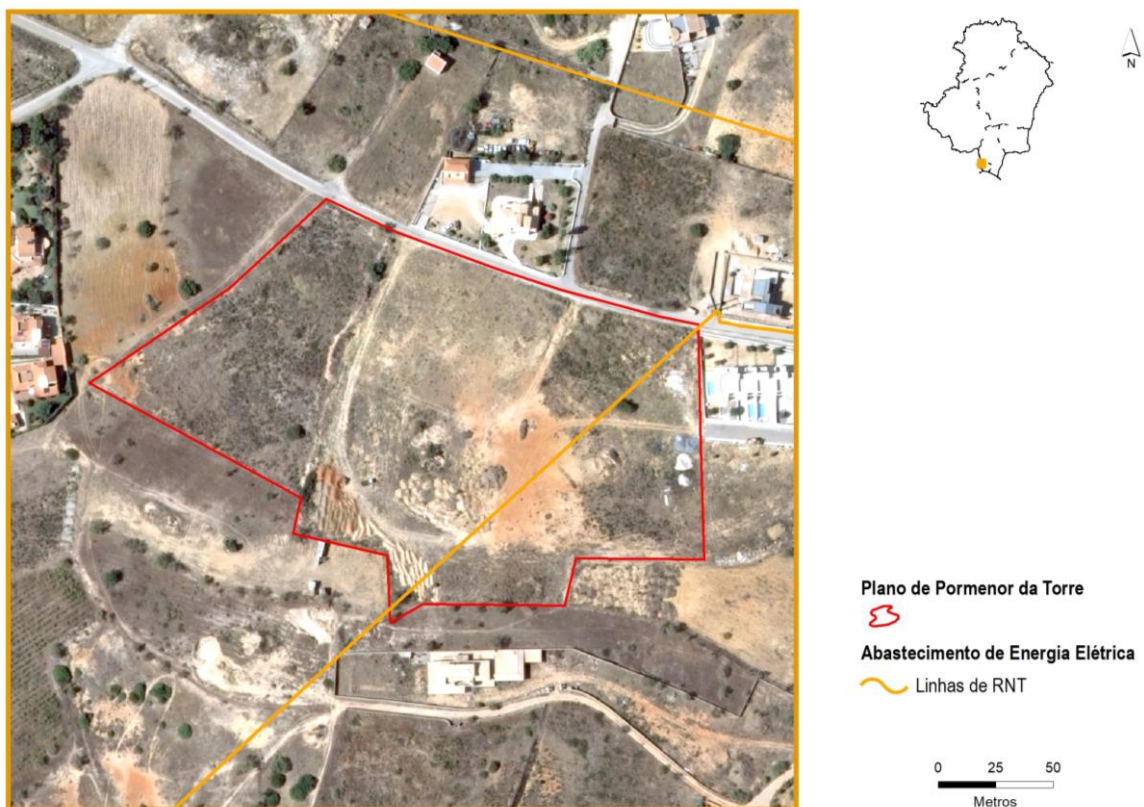 N
Plano de Pormenor da Torre
Abastecimento de Energia Elétrica
Linhas de RNT
0 25 50
Metros